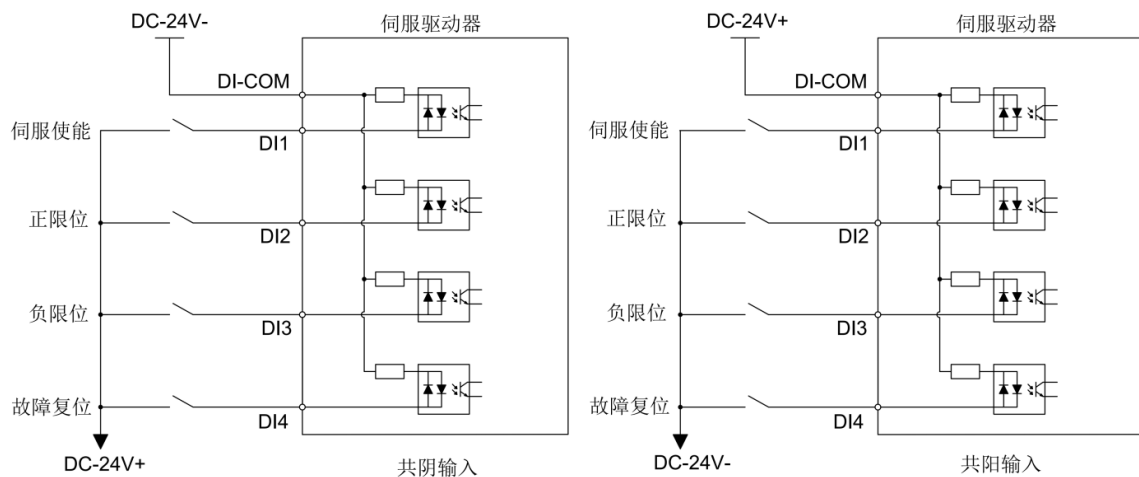 DC-24V-
伺服驱动器
DI-COM
伺服使能
DI1
正限位
DI2
负限位
DI3
故障复位
DI4
DC-24V+
共阴输入
DC-24V+
伺服驱动器
DI-COM
伺服使能
DI1
正限位
DI2
负限位
DI3
故障复位
DI4
DC-24V-
共阳输入